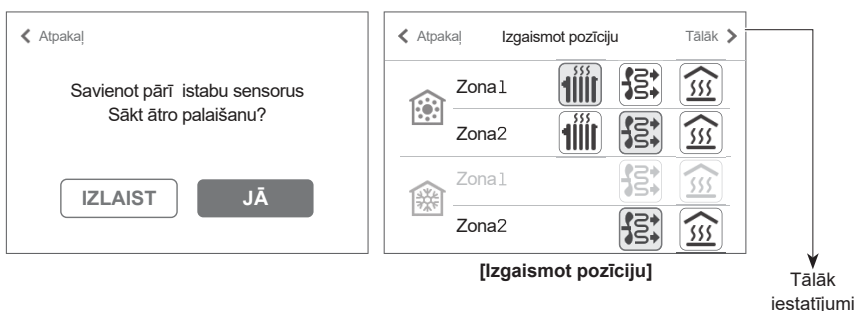 Atpakaļ
Savienot pārī istabu sensorus
Sākt ātro palaišanu?
IZLAIST
JĀ
Atpakaļ
Izgaismot pozīciju
Tālāk
Zona1
Zona2
Zona1
Zona2
[Izgaismot pozīciju]
Tālāk
iestatījumi